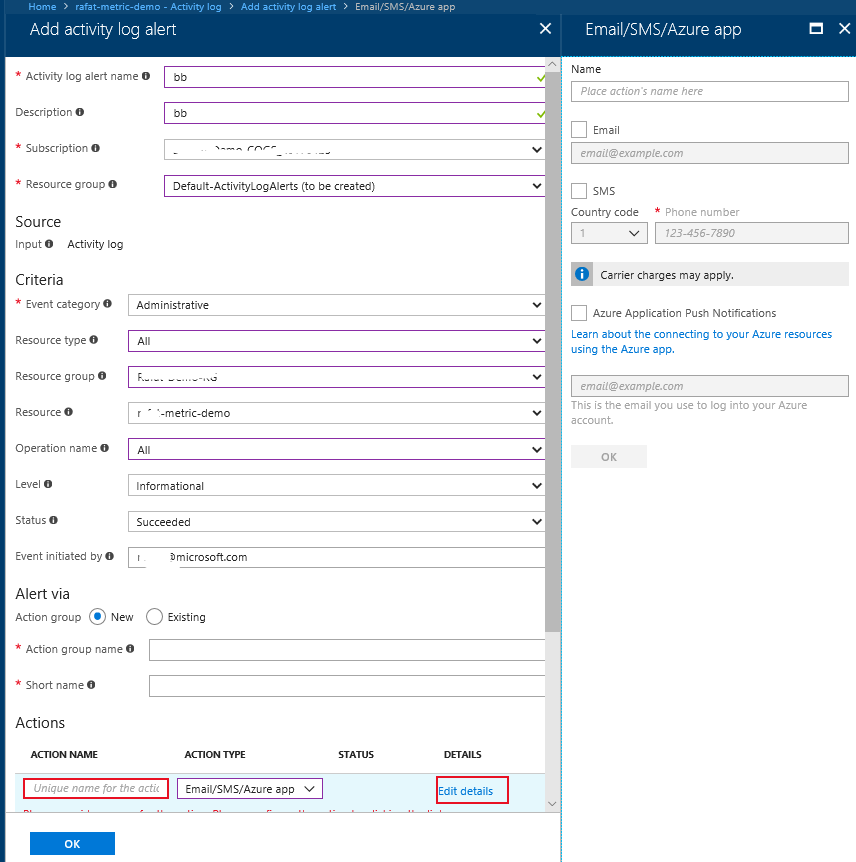 Home > rafat-metric-demo - Activity log > Add activity log alert > Email/SMS/Azure app
Add activity log alert
* Activity log alert name
bb
Description
bb
* Subscription
* Resource group
Default-ActivityLogAlerts (to be created)
Source
Input
Activity log
Criteria
* Event category
Administrative
Resource type
All
Resource group
Resource
-metric-demo
Operation name
All
Level
Informational
Status
Succeeded
Event initiated by
@microsoft.com
Alert via
Action group
New
Existing
* Action group name
* Short name
Actions
ACTION NAME
ACTION TYPE
STATUS
DETAILS
Unique name for the actic
Email/SMS/Azure app
Edit details
OK
Email/SMS/Azure app
Name
Place action's name here
Email
email@example.com
SMS
Country code
* Phone number
1
123-456-7890
Carrier charges may apply.
Azure Application Push Notifications
Learn about the connecting to your Azure resources
using the Azure app.
email@example.com
This is the email you use to log into your Azure
account.
OK